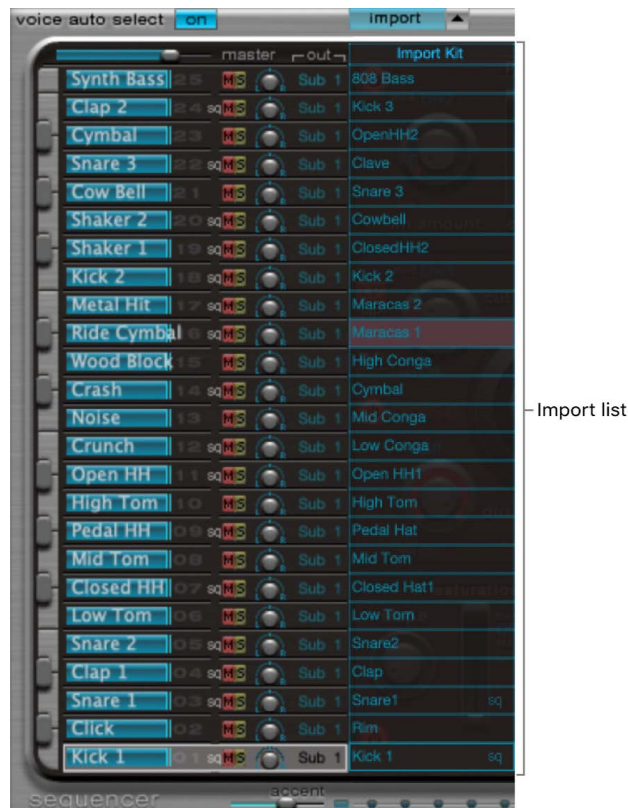 voice auto select on import
master out Import Kit
Synth Bass 25 M S Sub 1 808 Bass
Clap 2 24 sq M S Sub 1 Kick 3
Cymbal 23 M S Sub 1 OpenHH2
Snare 3 22 sq M S Sub 1 Clave
Cow Bell 21 M S Sub 1 Snare 3
Shaker 2 20 sq M S Sub 1 Cowbell
Shaker 1 19 sq M S Sub 1 ClosedHH2
Kick 2 18 sq M S Sub 1 Kick 2
Metal Hit 17 sq M S Sub 1 Maracas 2
Ride Cymbal 6 sq M S Sub 1 Maracas 1
Wood Block 15 M S Sub 1 High Conga
Crash 14 sq M S Sub 1 Cymbal
Import list
Noise 13 M S Sub 1 Mid Conga
Crunch 12 sq M S Sub 1 Low Conga
Open HH 11 sq M S Sub 1 Open HH1
High Tom 10 M S Sub 1 High Tom
Pedal HH 09 sq M S Sub 1 Pedal Hat
Mid Tom 08 M S Sub 1 Mid Tom
Closed HH 07 sq M S Sub 1 Closed Hat1
Low Tom 06 M S Sub 1 Low Tom
Snare 2 05 sq M S Sub 1 Snare2
Clap 1 04 sq M S Sub 1 Clap
Snare 1 03 sq M S Sub 1 Snare1 sq
Click 02 M S Sub 1 Rim
Kick 1 01 sq M S Sub 1 Kick 1 sq
sequencer accent